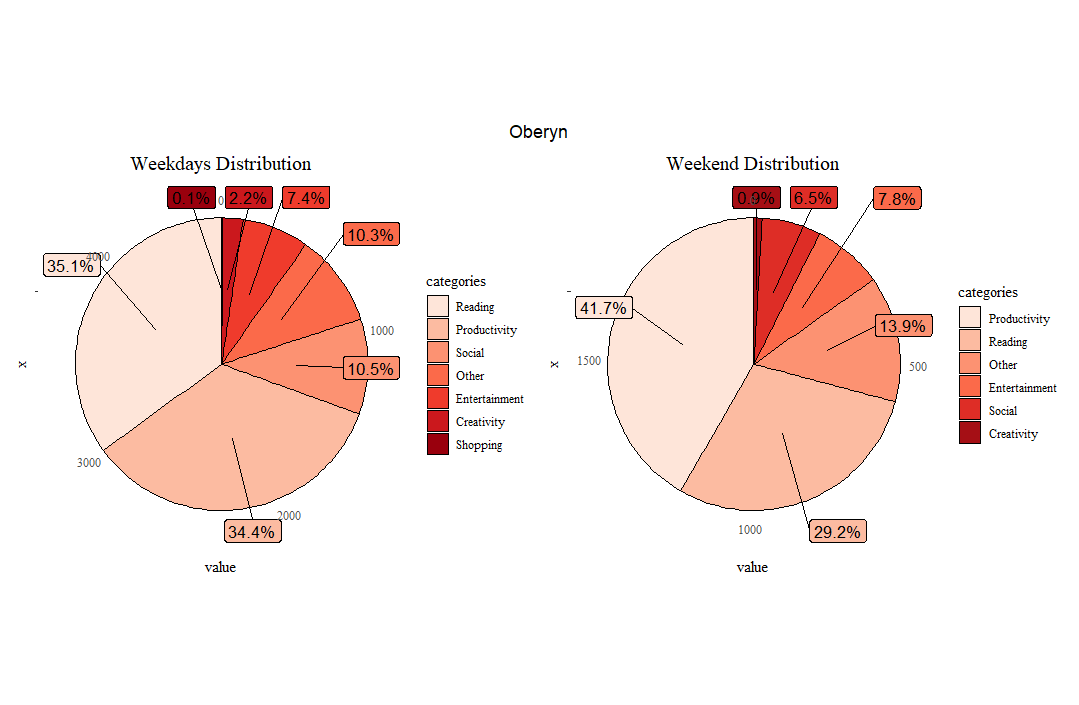 Oberyn
Weekdays Distribution
0.1%
0
2.2%
7.4%
10.3%
4000
35.1%
1000
10.5%
3000
2000
34.4%
x
value
categories
Reading
Productivity
Social
Other
Entertainment
Creativity
Shopping
Weekend Distribution
0.9%
6.5%
7.8%
41.7%
13.9%
1500
500
1000
29.2%
x
value
categories
Productivity
Reading
Other
Entertainment
Social
Creativity